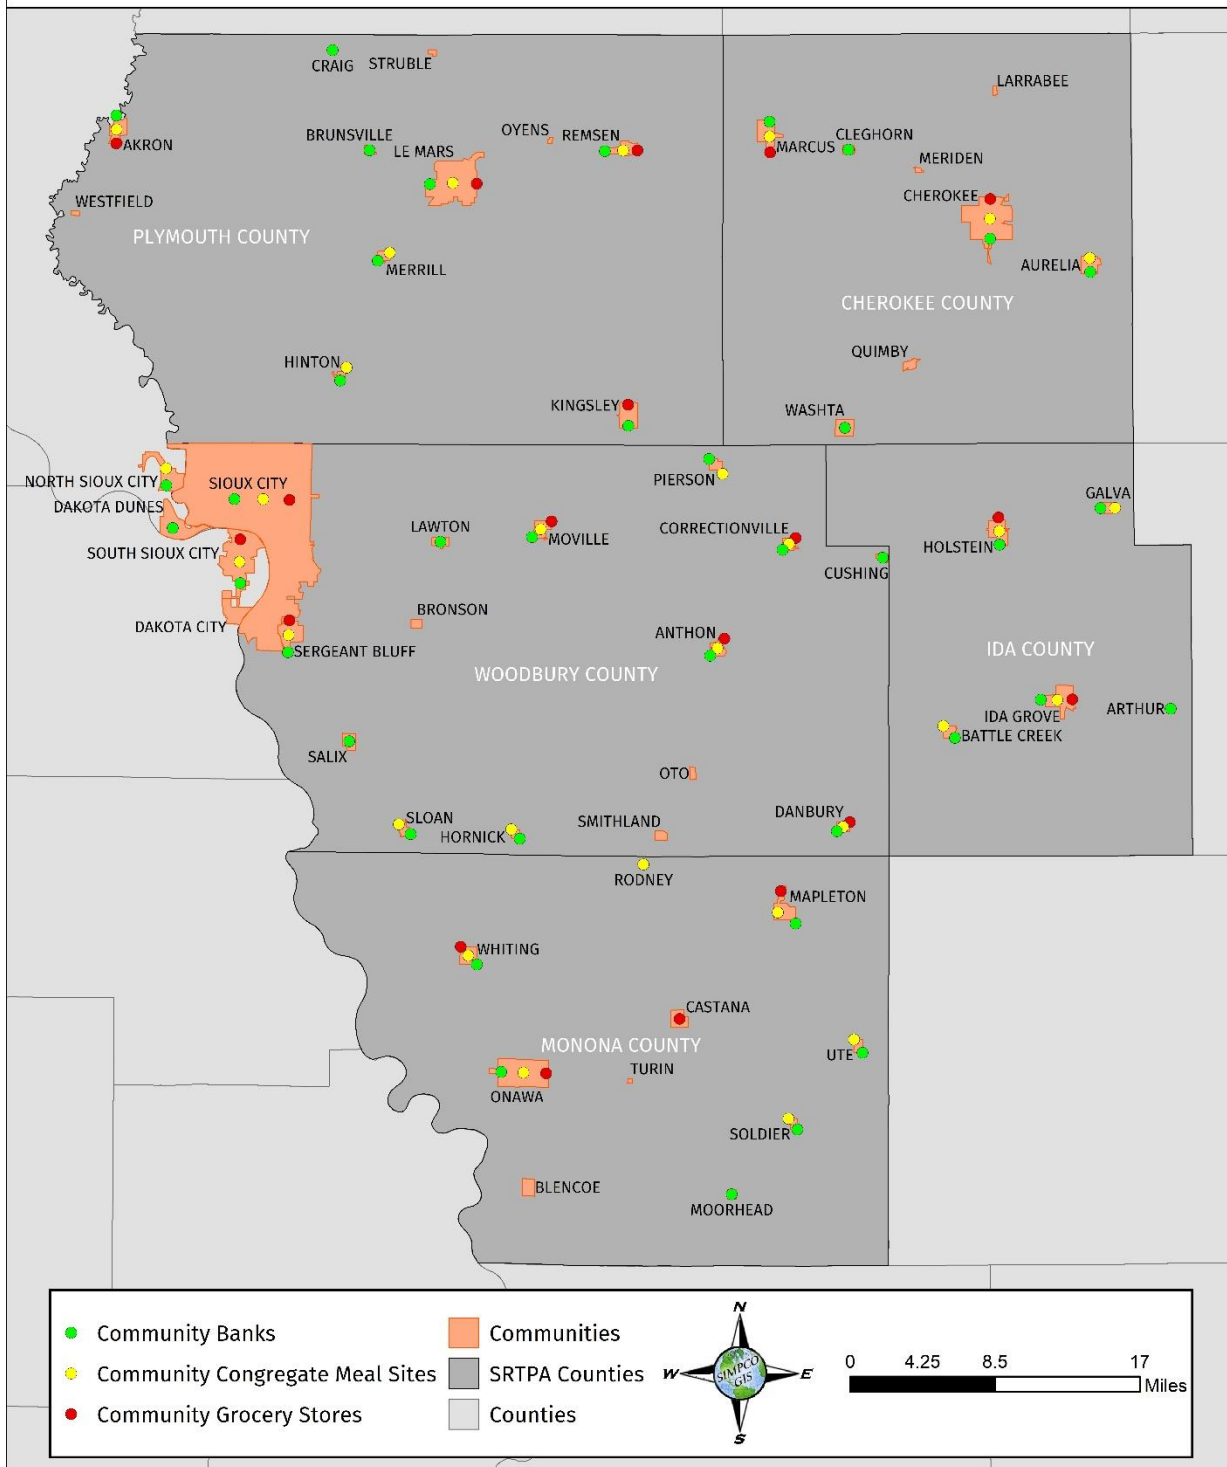 CRAIG
STRUBLE
LARRABEE
AKRON
BRUNSVILLE
LE MARS
OYENS
REMSEN
MARCUS
CLEGHORN
MERIDEN
CHEROKEE
WESTFIELD
PLYMOUTH COUNTY
MERRILL
AURELIA
CHEROKEE COUNTY
HINTON
QUIMBY
KINGSLEY
WASHTA
NORTH SIOUX CITY
SIOUX CITY
PIERSON
GALVA
DAKOTA DUNES
LAWTON
MOVILLE
CORRECTIONVILLE
HOLSTEIN
SOUTH SIOUX CITY
CUSHING
BRONSON
DAKOTA CITY
ANTHON
SERGEANT BLUFF
IDA COUNTY
WOODBURY COUNTY
IDA GROVE
ARTHUR
BATTLE CREEK
SALIX
OTO
SLOAN
HORNICK
SMITHLAND
DANBURY
RODNEY
MAPLETON
WHITING
CASTANA
MONONA COUNTY
UTE
TURIN
ONAWA
SOLDIER
BLENCOE
MOORHEAD
Community Banks
Community Congregate Meal Sites
Community Grocery Stores
Communities
SRTPA Counties
Counties
N
W
E
S
SIMPCO
GIS
0 4.25 8.5 17
Miles